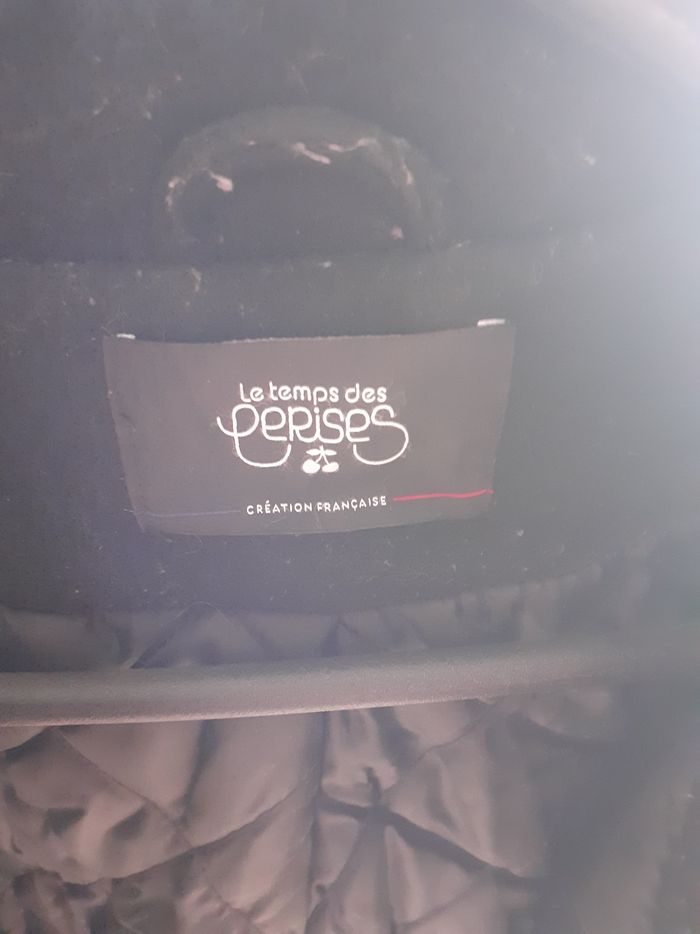 Le temps des
CERISES
CRÉATION FRANÇAISE